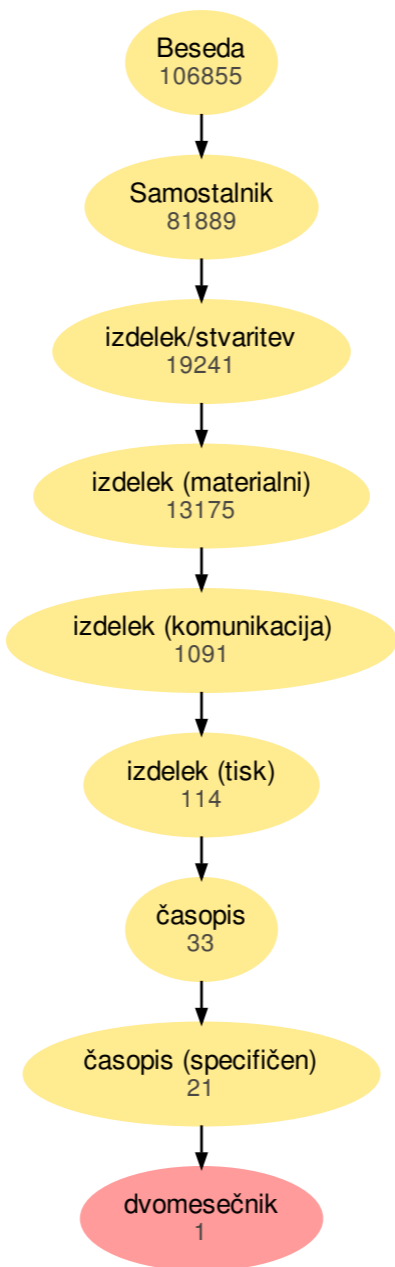 Beseda
106855
Samostalnik
81889
izdelek/stvaritev
19241
izdelek (materialni)
13175
izdelek (komunikacija)
1091
izdelek (tisk)
114
časopis
33
časopis (specifičen)
21
dvomesečnik
1